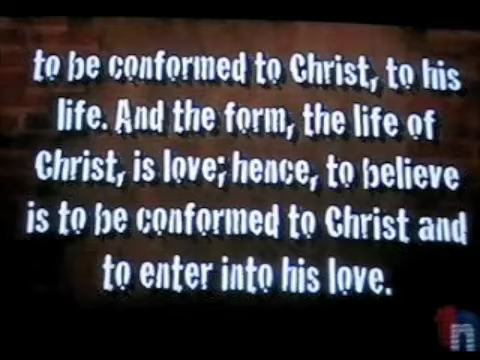 to be conformed to Christ, to his
life. And the form, the life of
Christ, is love; hence, to believe
is to be conformed to Christ and
to enter into his love.